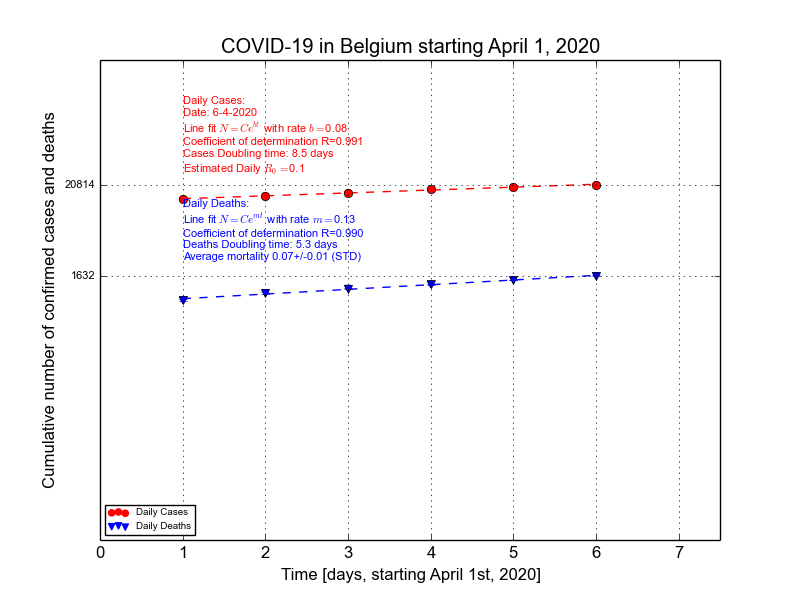 COVID-19 in Belgium starting April 1, 2020
Cumulative number of confirmed cases and deaths
Daily Cases:
Date: 6-4-2020
Line fit N = Ce^{bt} with rate b =0.08
Coefficient of determination R=0.991
Cases Doubling time: 8.5 days
Estimated Daily R_0 =0.1
20814
Daily Deaths:
Line fit N = Ce^{mt} with rate m =0.13
Coefficient of determination R=0.990
Deaths Doubling time: 5.3 days
Average mortality 0.07+/-0.01 (STD)
1632
Daily Cases
Daily Deaths
0 1 2 3 4 5 6 7
Time [days, starting April 1st, 2020]